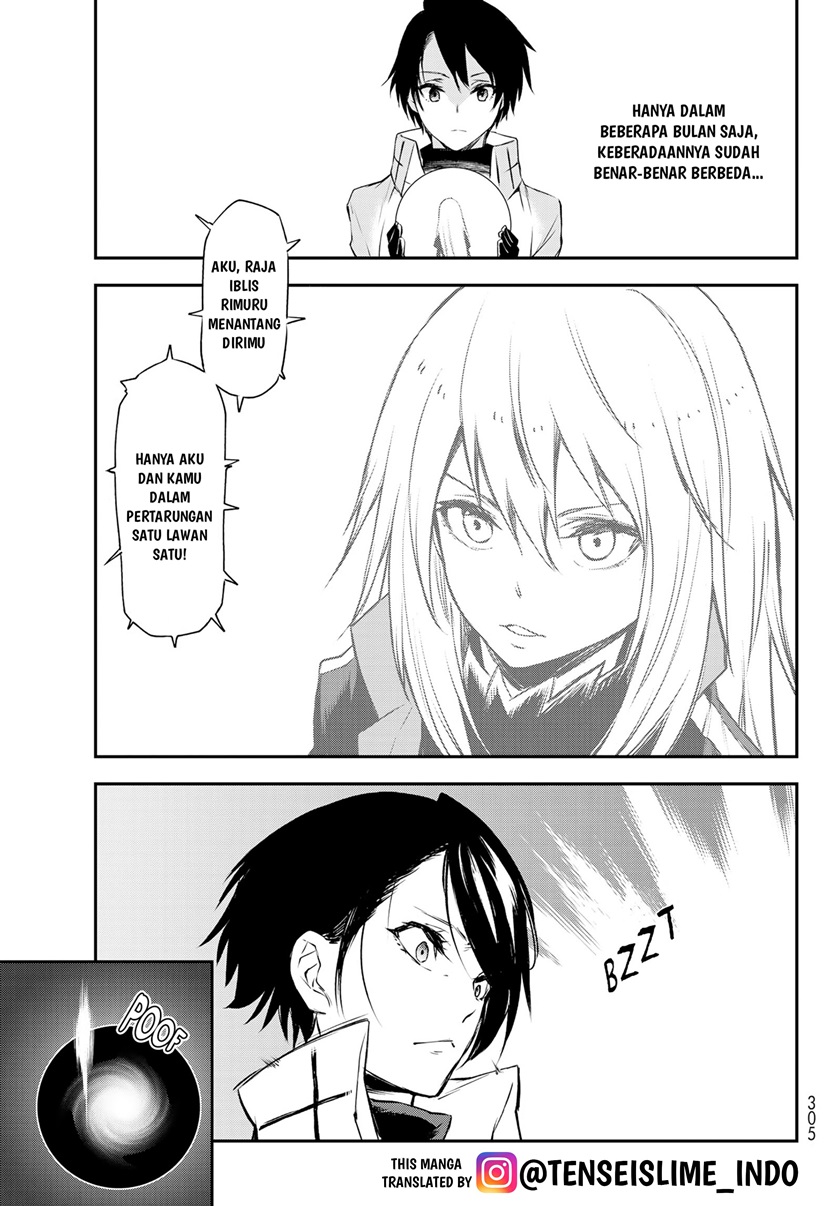 HANYA DALAM
BEBERAPA BULAN SAJA,
KEBERADAANNYA SUDAH
BENAR-BENAR BERBEDA...
AKU, RAJA
IBLIS
RIMURU
MENANTANG
DIRIMU
HANYA AKU
DAN KAMU
DALAM
PERTARUNGAN
SATU LAWAN
SATU!
BZZT
POOF
305
THIS MANGA
TRANSLATED BY
@TENSEISLIME_INDO